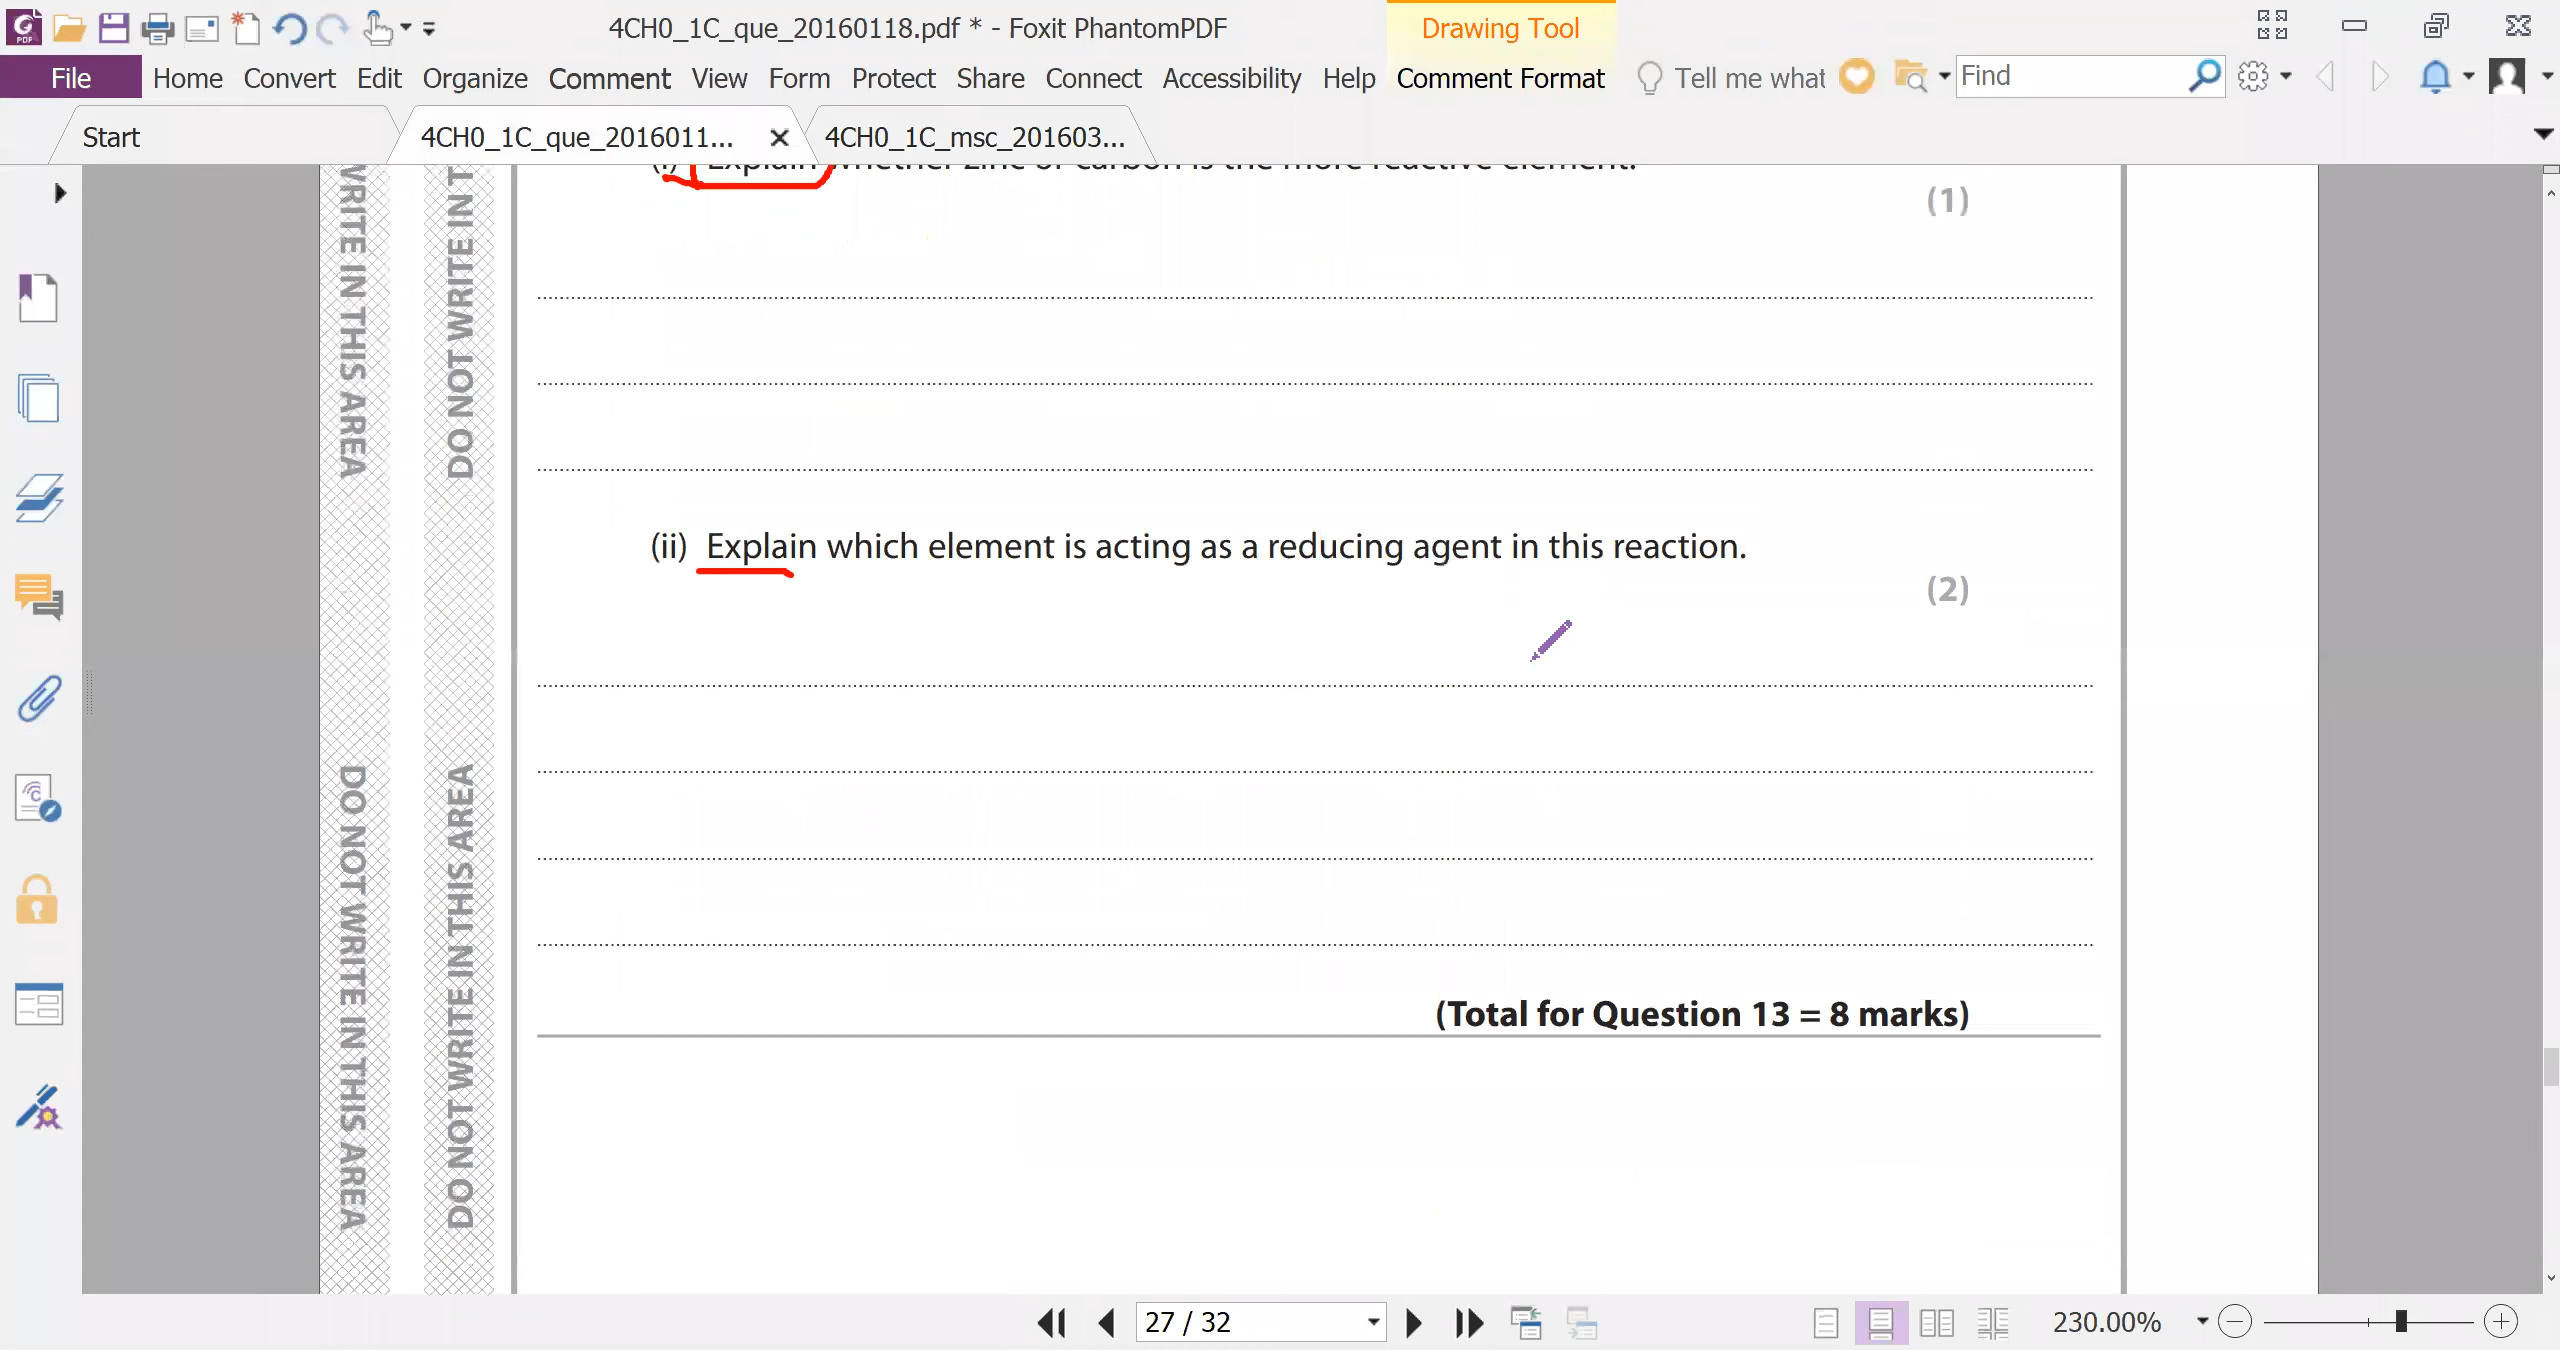 4CH0_1C_que_20160118.pdf * - Foxit PhantomPDF
Drawing Tool
File Home Convert Edit Organize Comment View Form Protect Share Connect Accessibility Help Comment Format Tell me what Find
Start 4CH0_1C_que_2016011... 4CH0_1C_msc_201603...
(i) Explain whether zinc or carbon is the more reactive element.
(1)
(ii) Explain which element is acting as a reducing agent in this reaction.
(2)
(Total for Question 13 = 8 marks)
WRITE IN THIS AREA
DO NOT WRITE IN T
DO NOT WRITE IN THIS AREA
DO NOT WRITE IN THIS AREA
27 / 32
230.00%